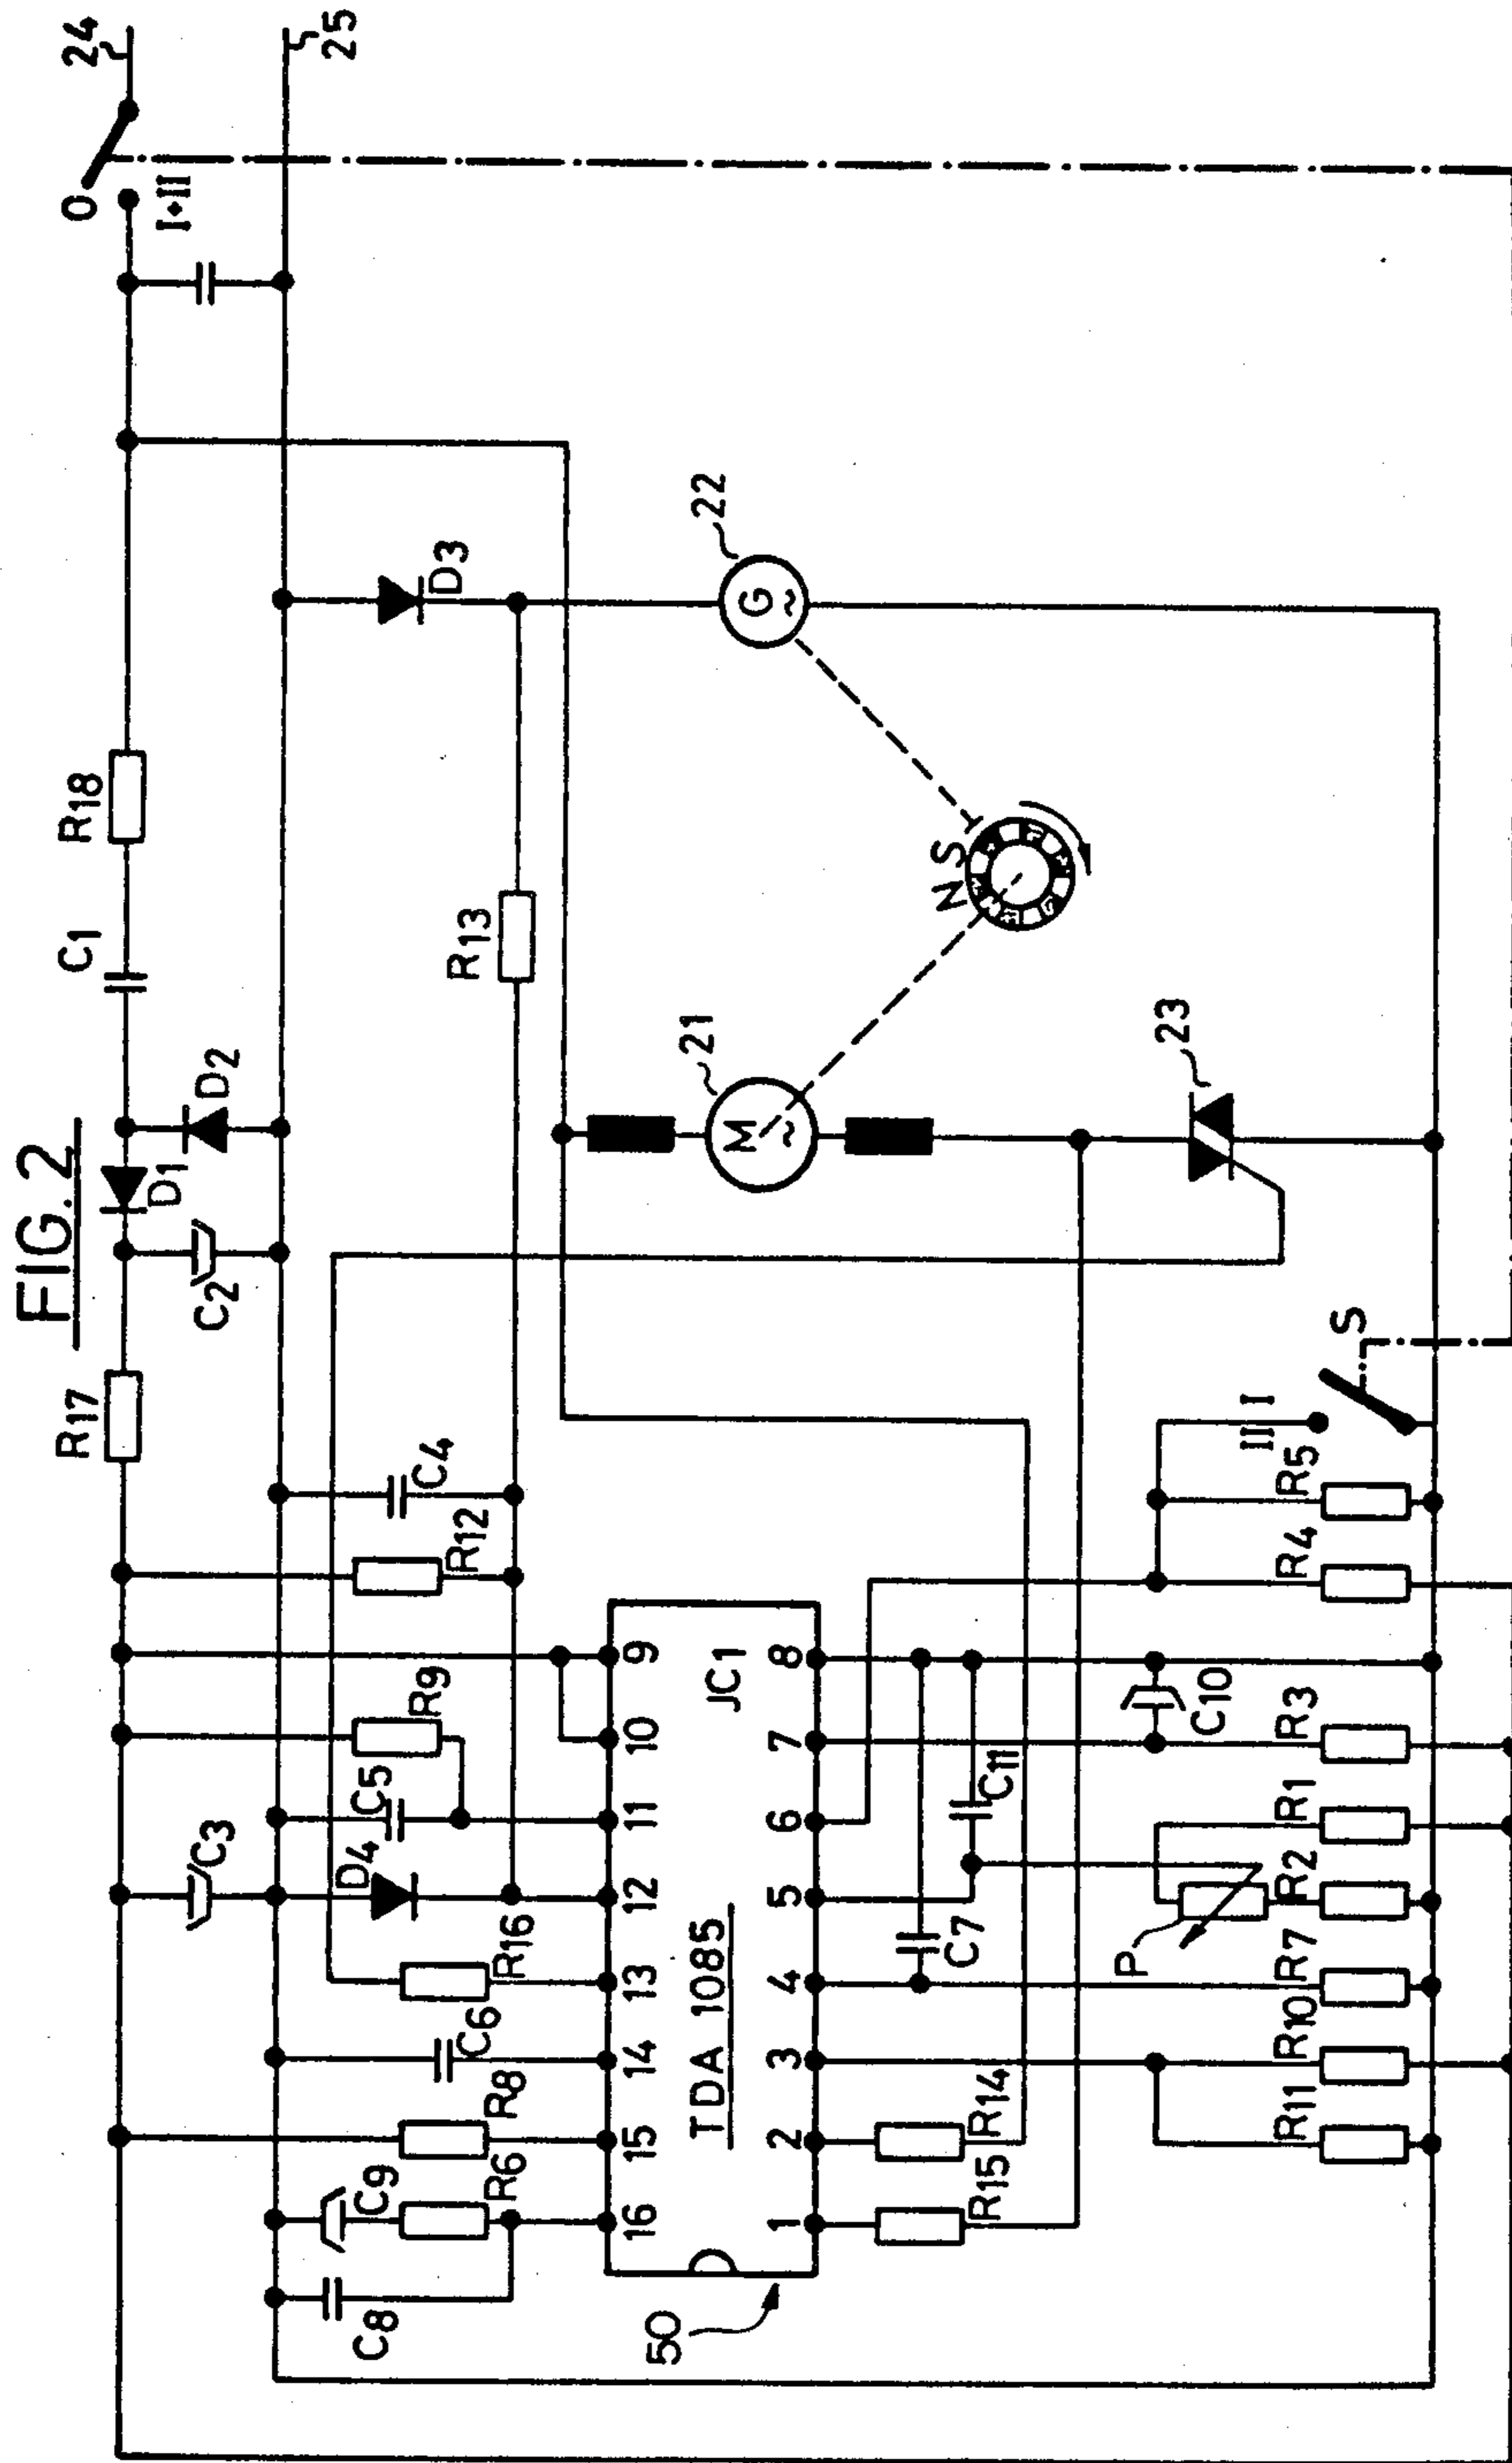 FIG. 2
24
O
I+II
25
R17
D1
C1
R18
C2
D2
C3
C4
D3
C8
C9
R6
R8
C6
R16
D4
C5
R9
R12
R13
16
15
14
13
12
11
10
9
TDA 1085
JC1
1
2
3
4
5
6
7
8
50
R15
R14
C7
C11
C10
21
M
~
22
G
~
N
S
23
P
R11
R10
R7
R2
R1
R3
R4
R5
II
I
S